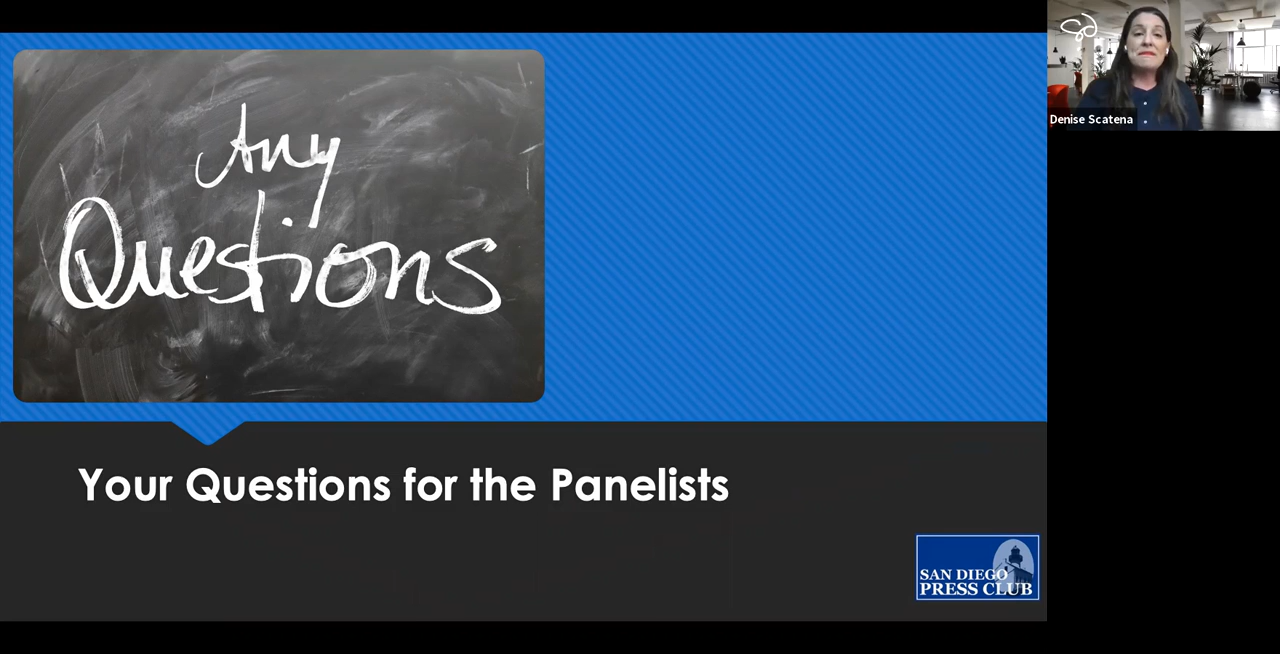 Any
Questions
Your Questions for the Panelists
SAN DIEGO
PRESS CLUB
Denise Scatena